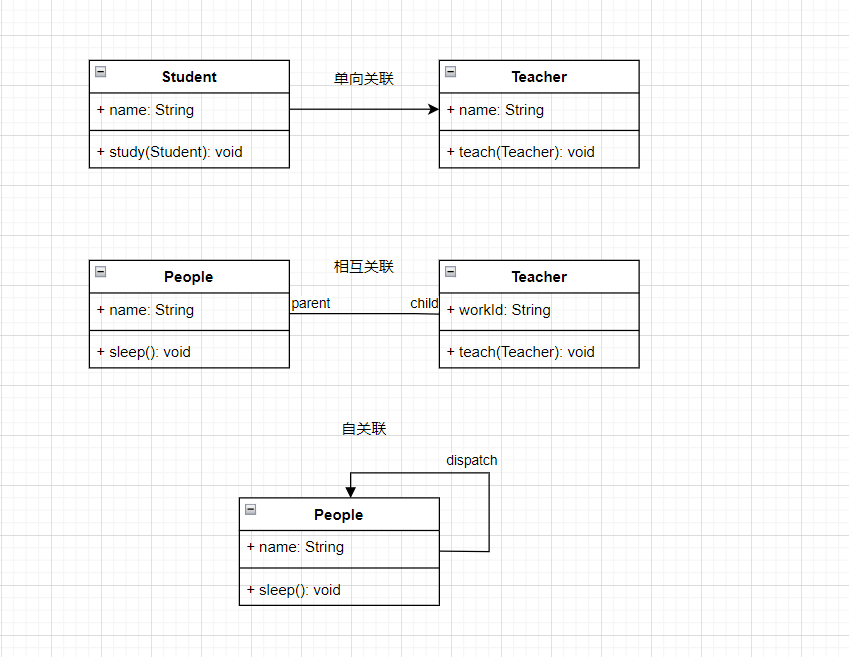 Student
+ name: String
+ study(Student): void
单向关联
Teacher
+ name: String
+ teach(Teacher): void
People
+ name: String
+ sleep(): void
相互关联
parent
child
Teacher
+ workId: String
+ teach(Teacher): void
自关联
dispatch
People
+ name: String
+ sleep(): void